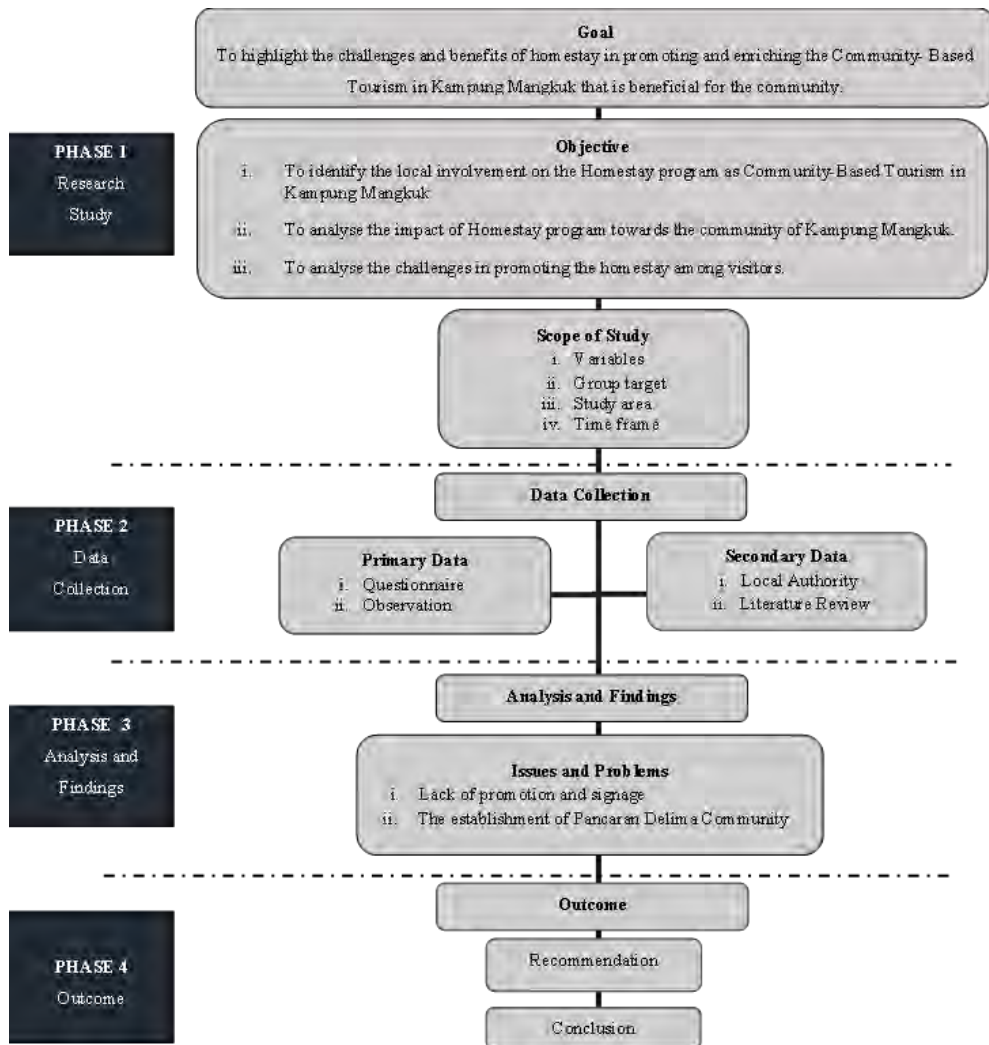 Goal
To highlight the challenges and benefits of homestay in promoting and enriching the Community- Based
Tourism in Kampung Mangkuk that is beneficial for the community.
PHASE 1
Research
Study
Objective
i. To identify the local involvement on the Homestay program as Community-Based Tourism in
Kampung Mangkuk
ii. To analyse the impact of Homestay program towards the community of Kampung Mangkuk.
iii. To analyse the challenges in promoting the homestay among visitors.
Scope of Study
i. Variables
ii. Group target
iii. Study area
iv. Time frame
PHASE 2
Data
Collection
Data Collection
Primary Data
i. Questionnaire
ii. Observation
Secondary Data
i. Local Authority
ii. Literature Review
PHASE 3
Analysis and
Findings
Analysis and Findings
Issues and Problems
i. Lack of promotion and signage
ii. The establishment of Pancaran Delima Community
PHASE 4
Outcome
Outcome
Recommendation
Conclusion